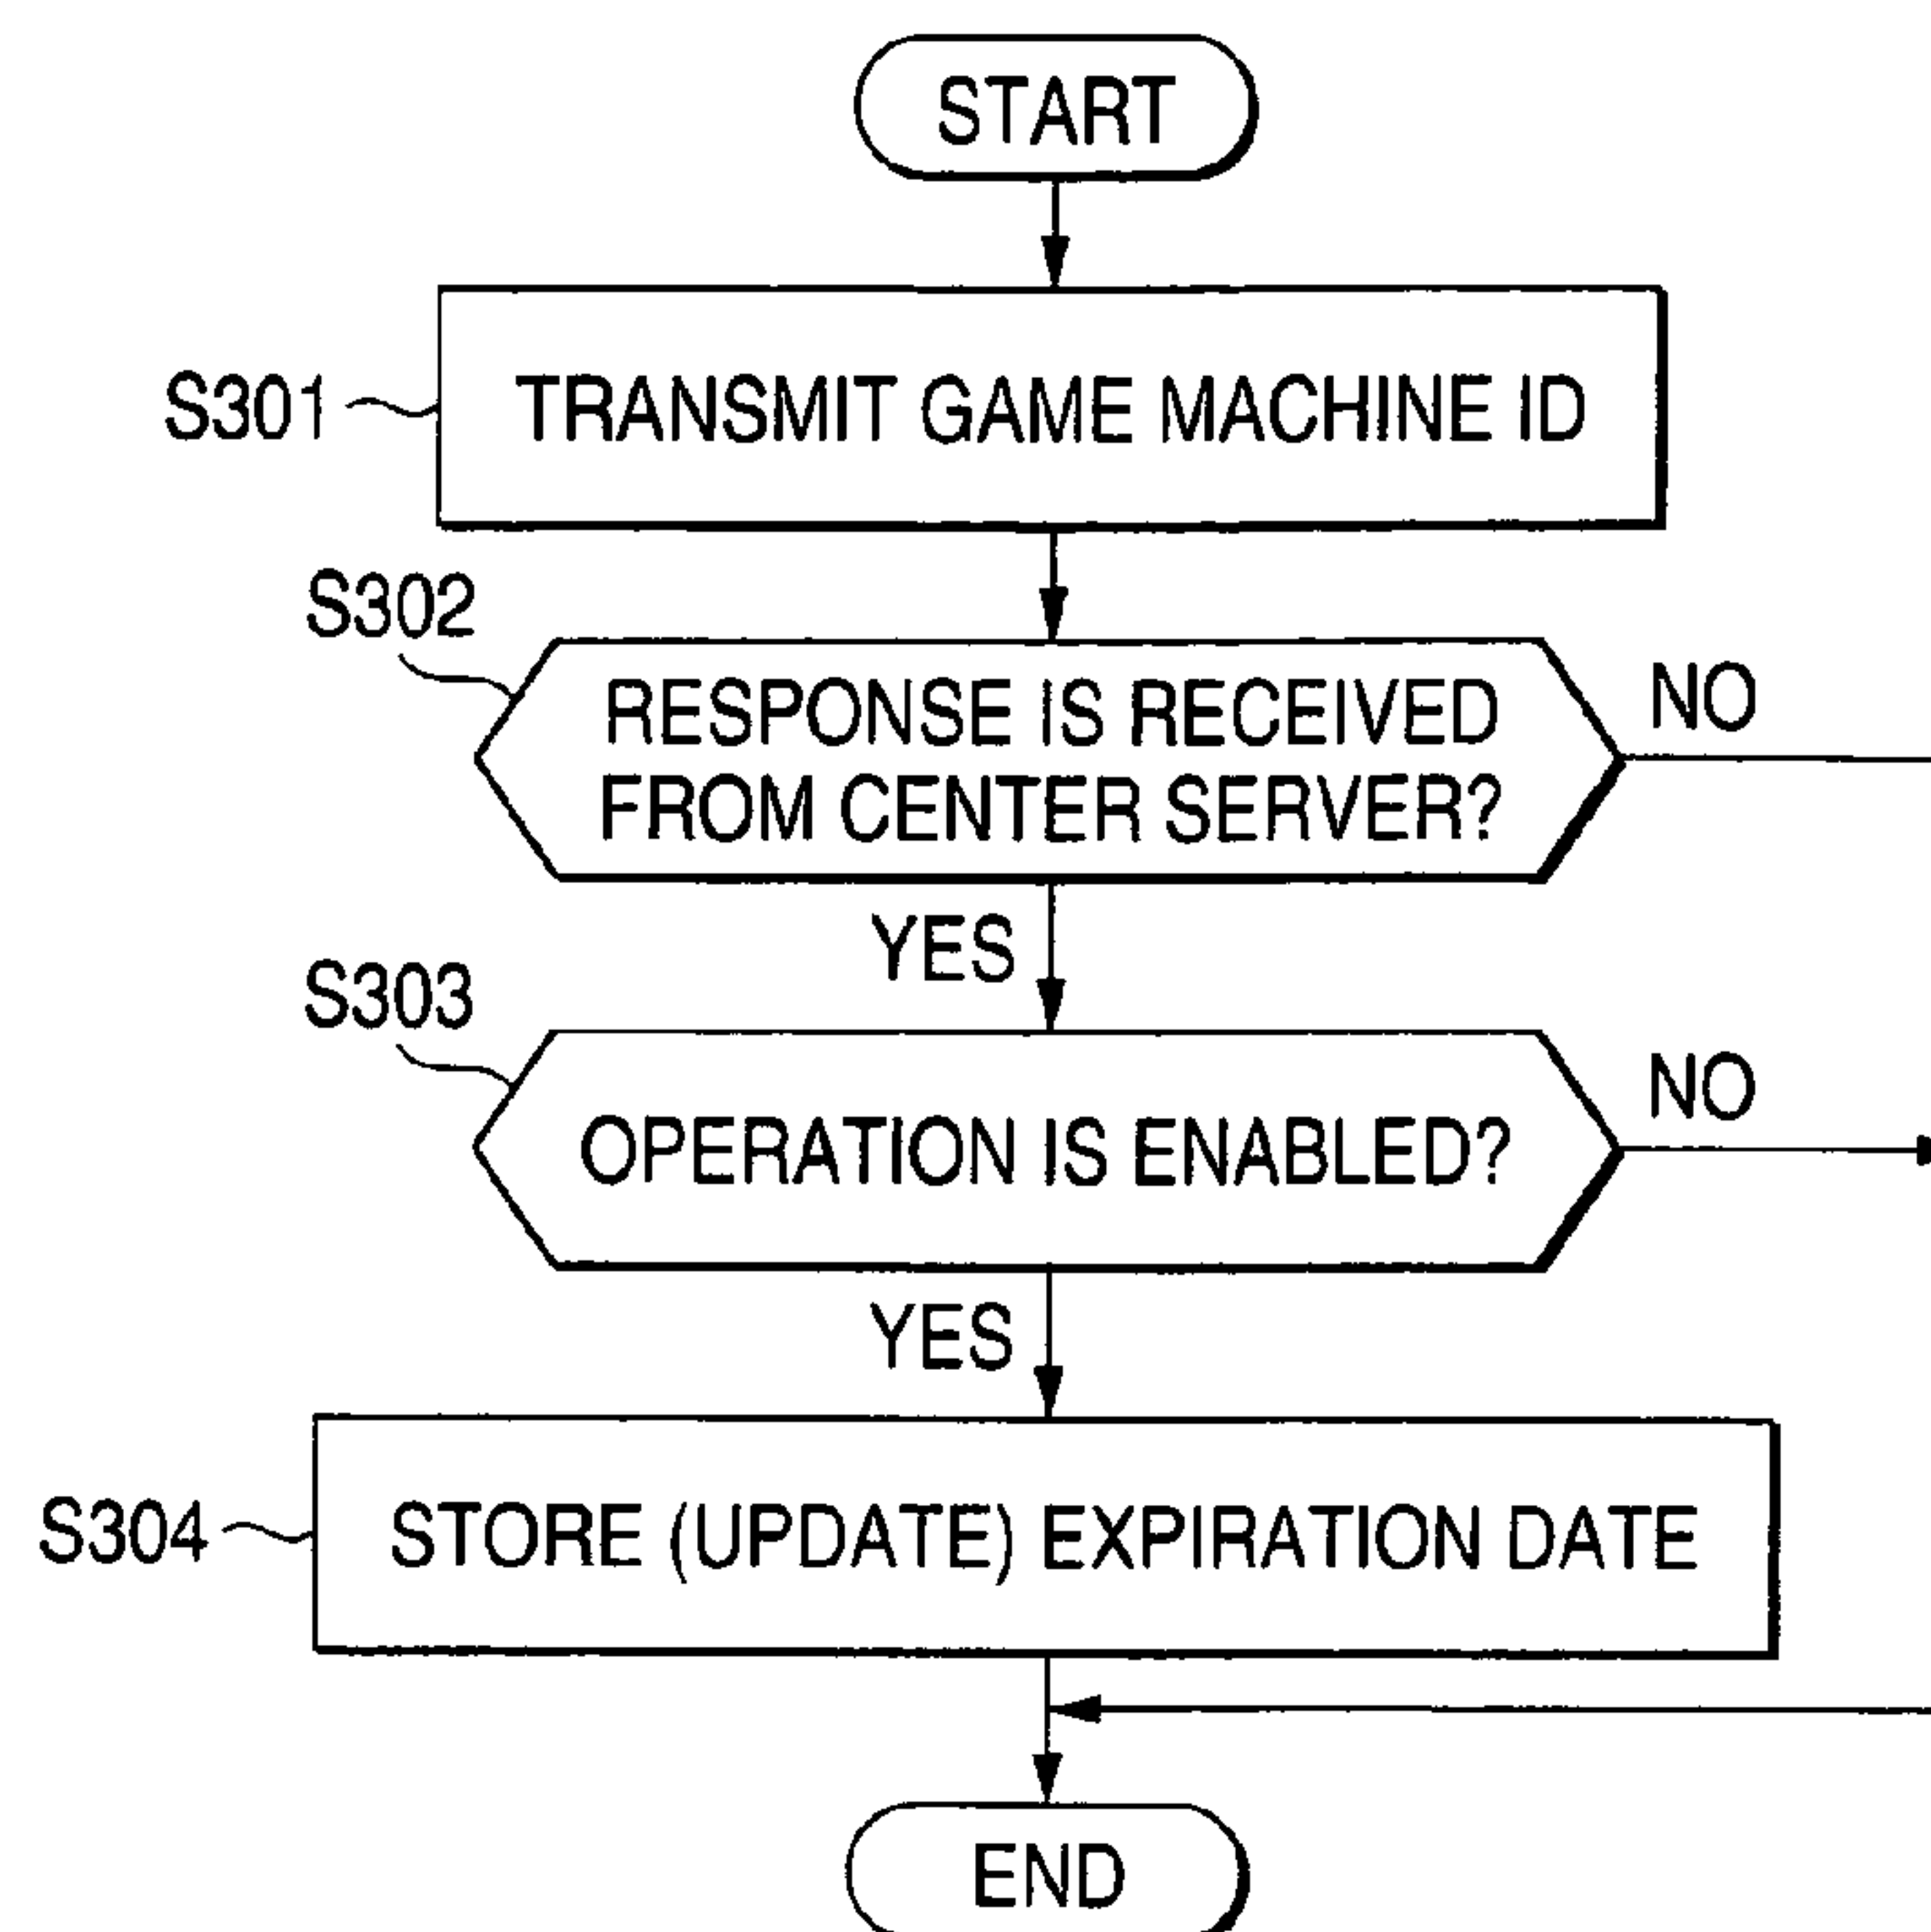 START
S301
TRANSMIT GAME MACHINE ID
S302
RESPONSE IS RECEIVED
FROM CENTER SERVER?
NO
YES
S303
OPERATION IS ENABLED?
NO
YES
S304
STORE (UPDATE) EXPIRATION DATE
END